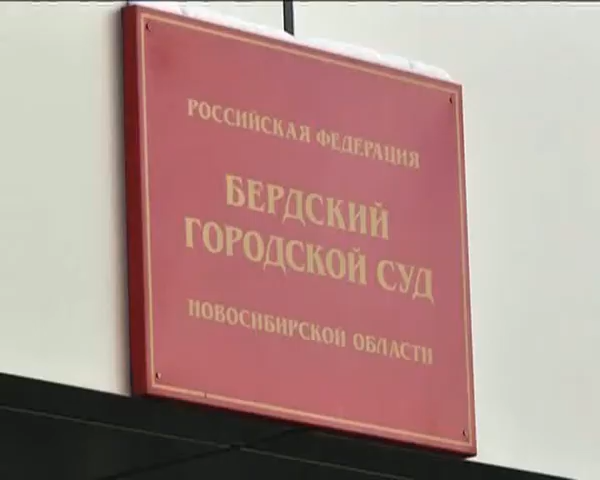 РОССИЙСКАЯ ФЕДЕРАЦИЯ
БЕРДСКИЙ
ГОРОДСКОЙ СУД
НОВОСИБИРСКОЙ ОБЛАСТИ